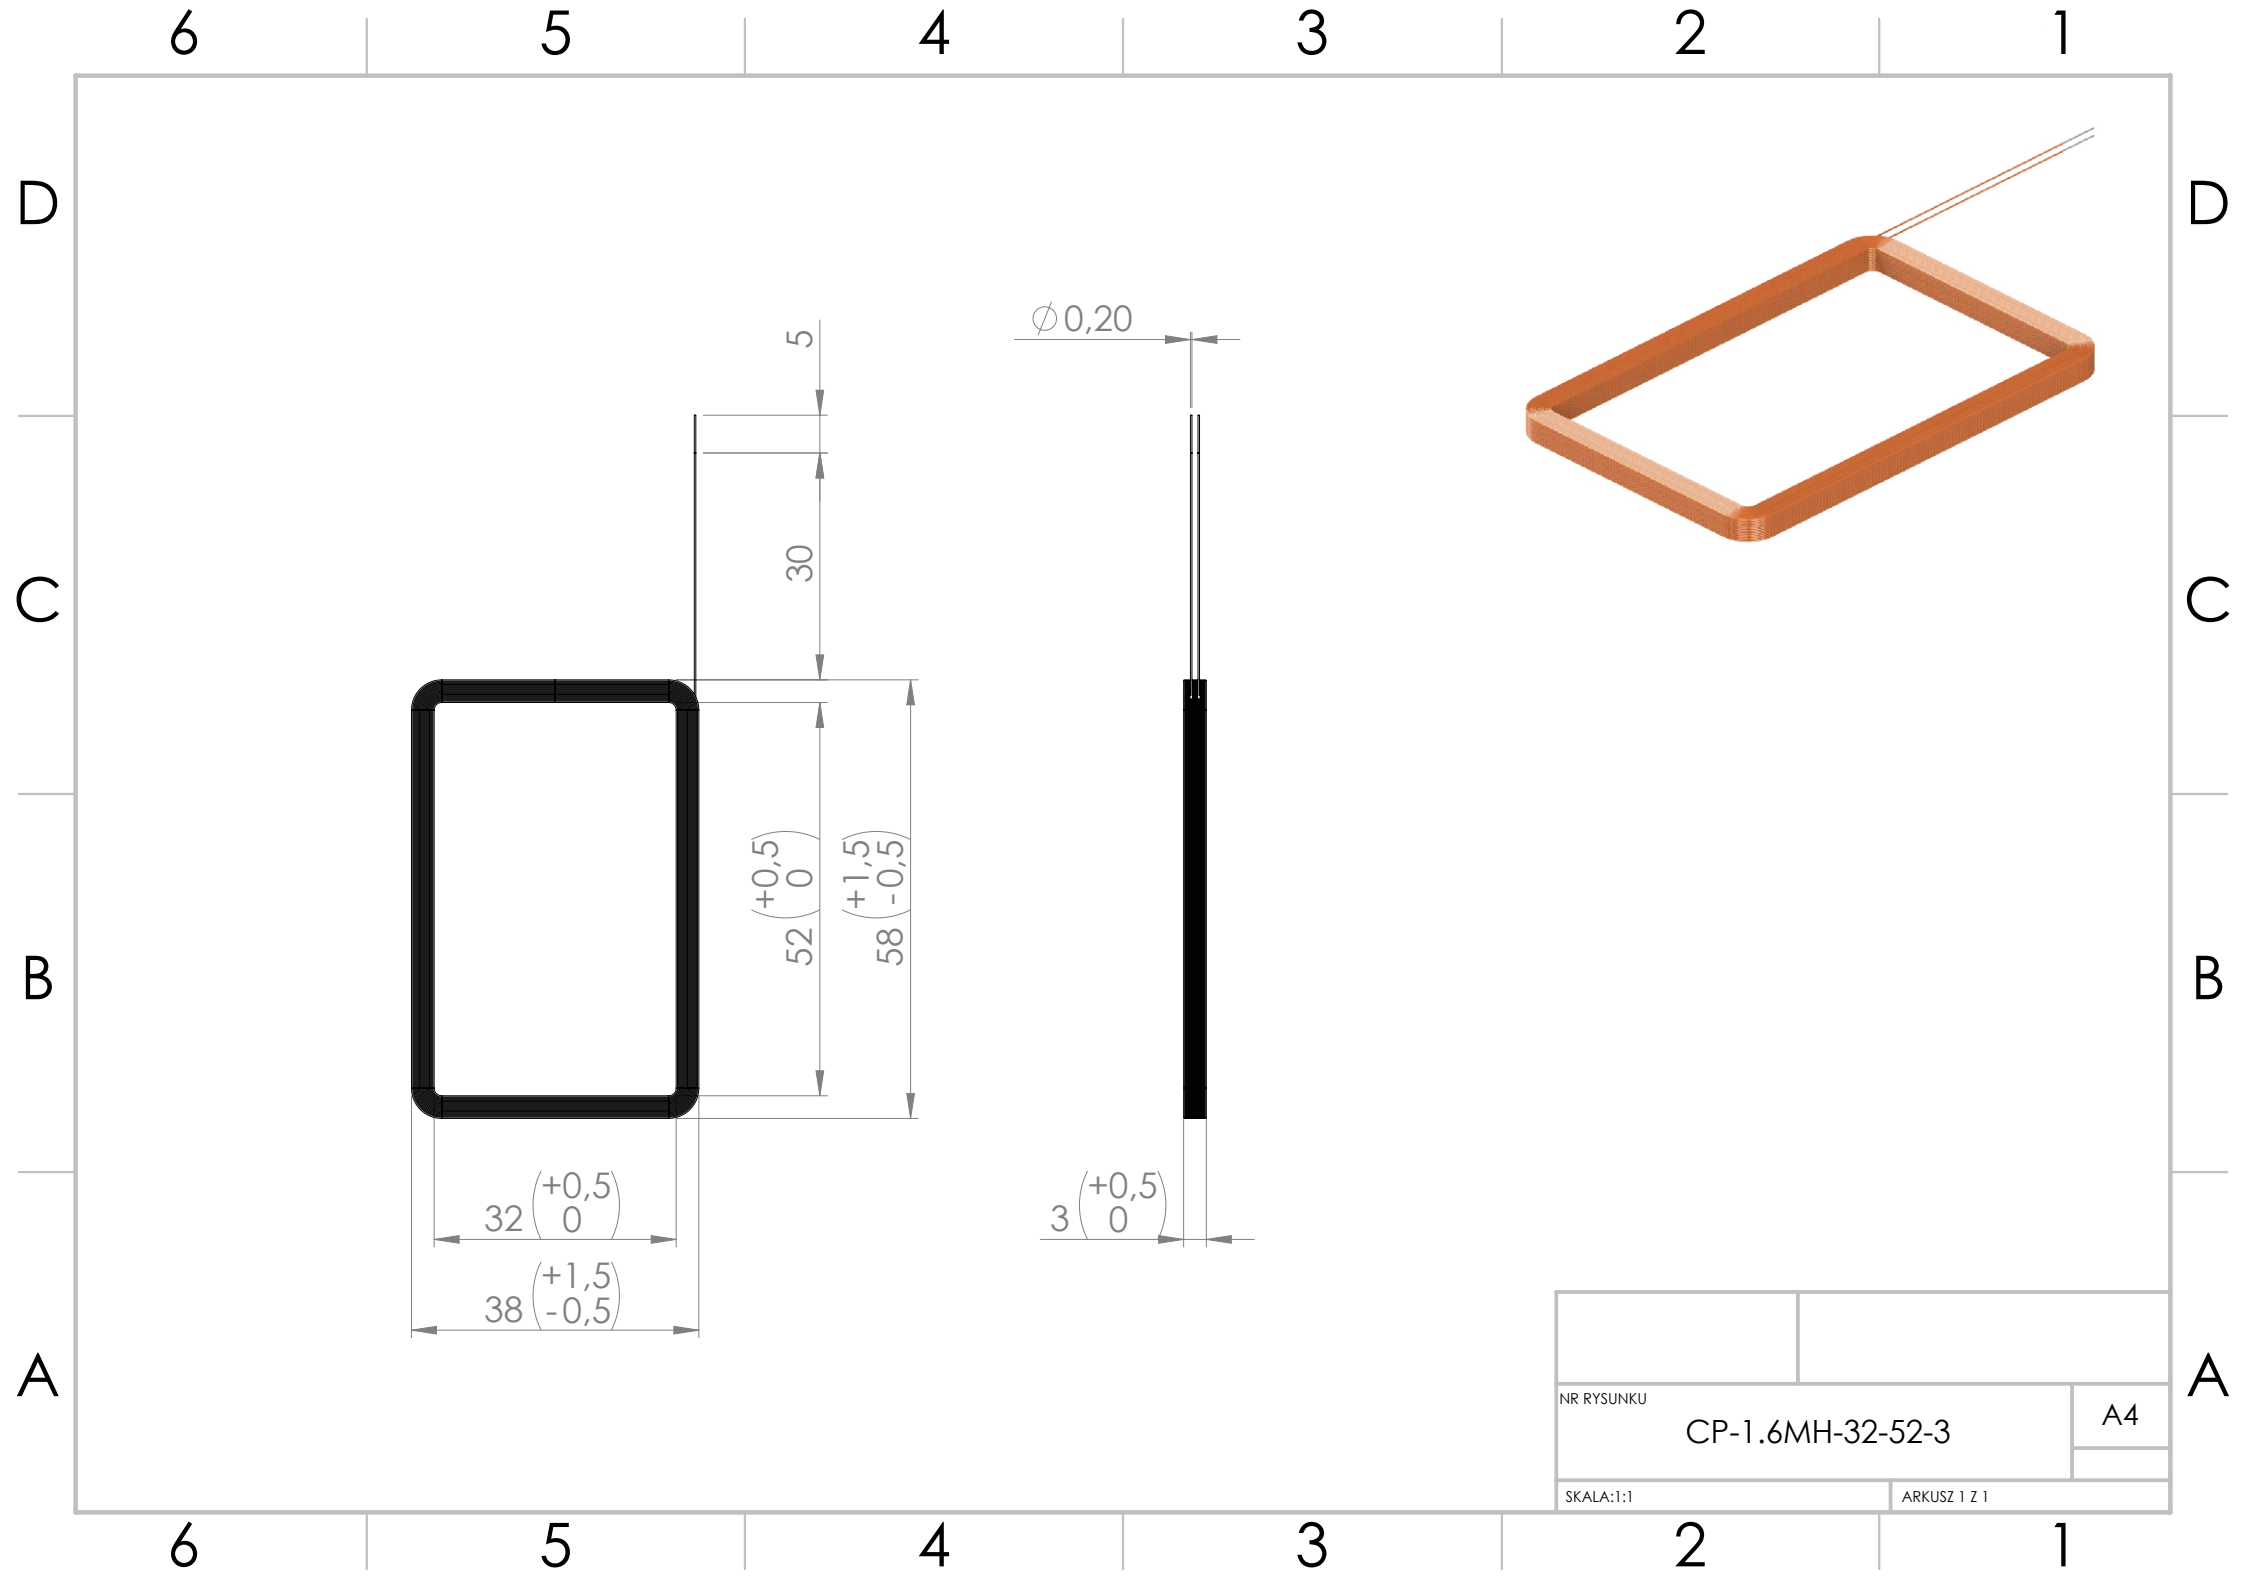 6 5 4 3 2 1
D D
C C
B B
A A
5
30
52 (+0,5 0)
58 (+1,5 -0,5)
32 (+0,5 0)
38 (+1,5 -0,5)
Ø 0,20
3 (+0,5 0)
NR RYSUNKU
CP-1.6MH-32-52-3
A4
SKALA:1:1
ARKUSZ 1 Z 1
6 5 4 3 2 1